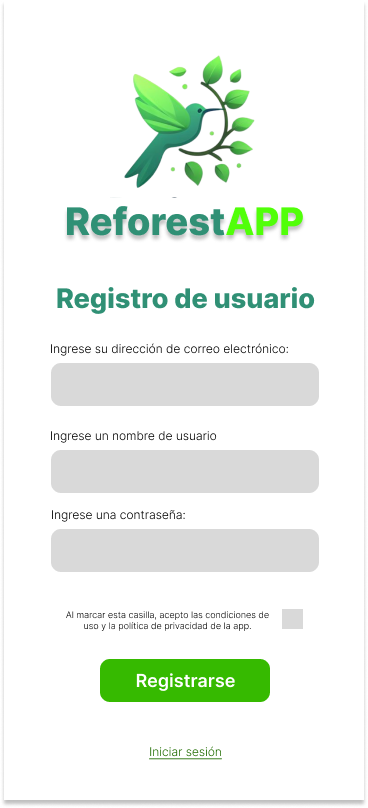 ReforestAPP
Registro de usuario
Ingrese su dirección de correo electrónico:
Ingrese un nombre de usuario
Ingrese una contraseña:
Al marcar esta casilla, acepto las condiciones de
uso y la política de privacidad de la app.
Registrarse
Iniciar sesión